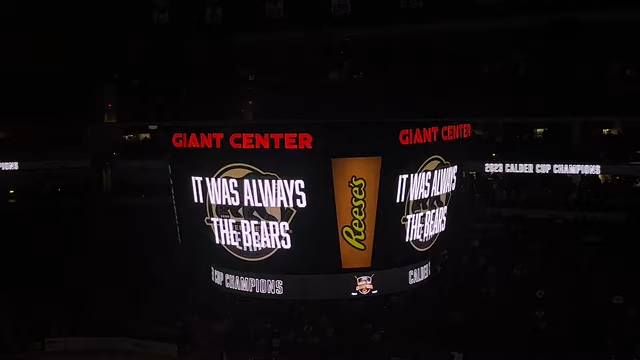 GIANT CENTER
IT WAS ALWAYS
THE BEARS
Reese's
GIANT CENTER
IT WAS ALWAYS
THE BEARS
CUP CHAMPIONS
CALDER
2023 CALDER CUP CHAMPIONS